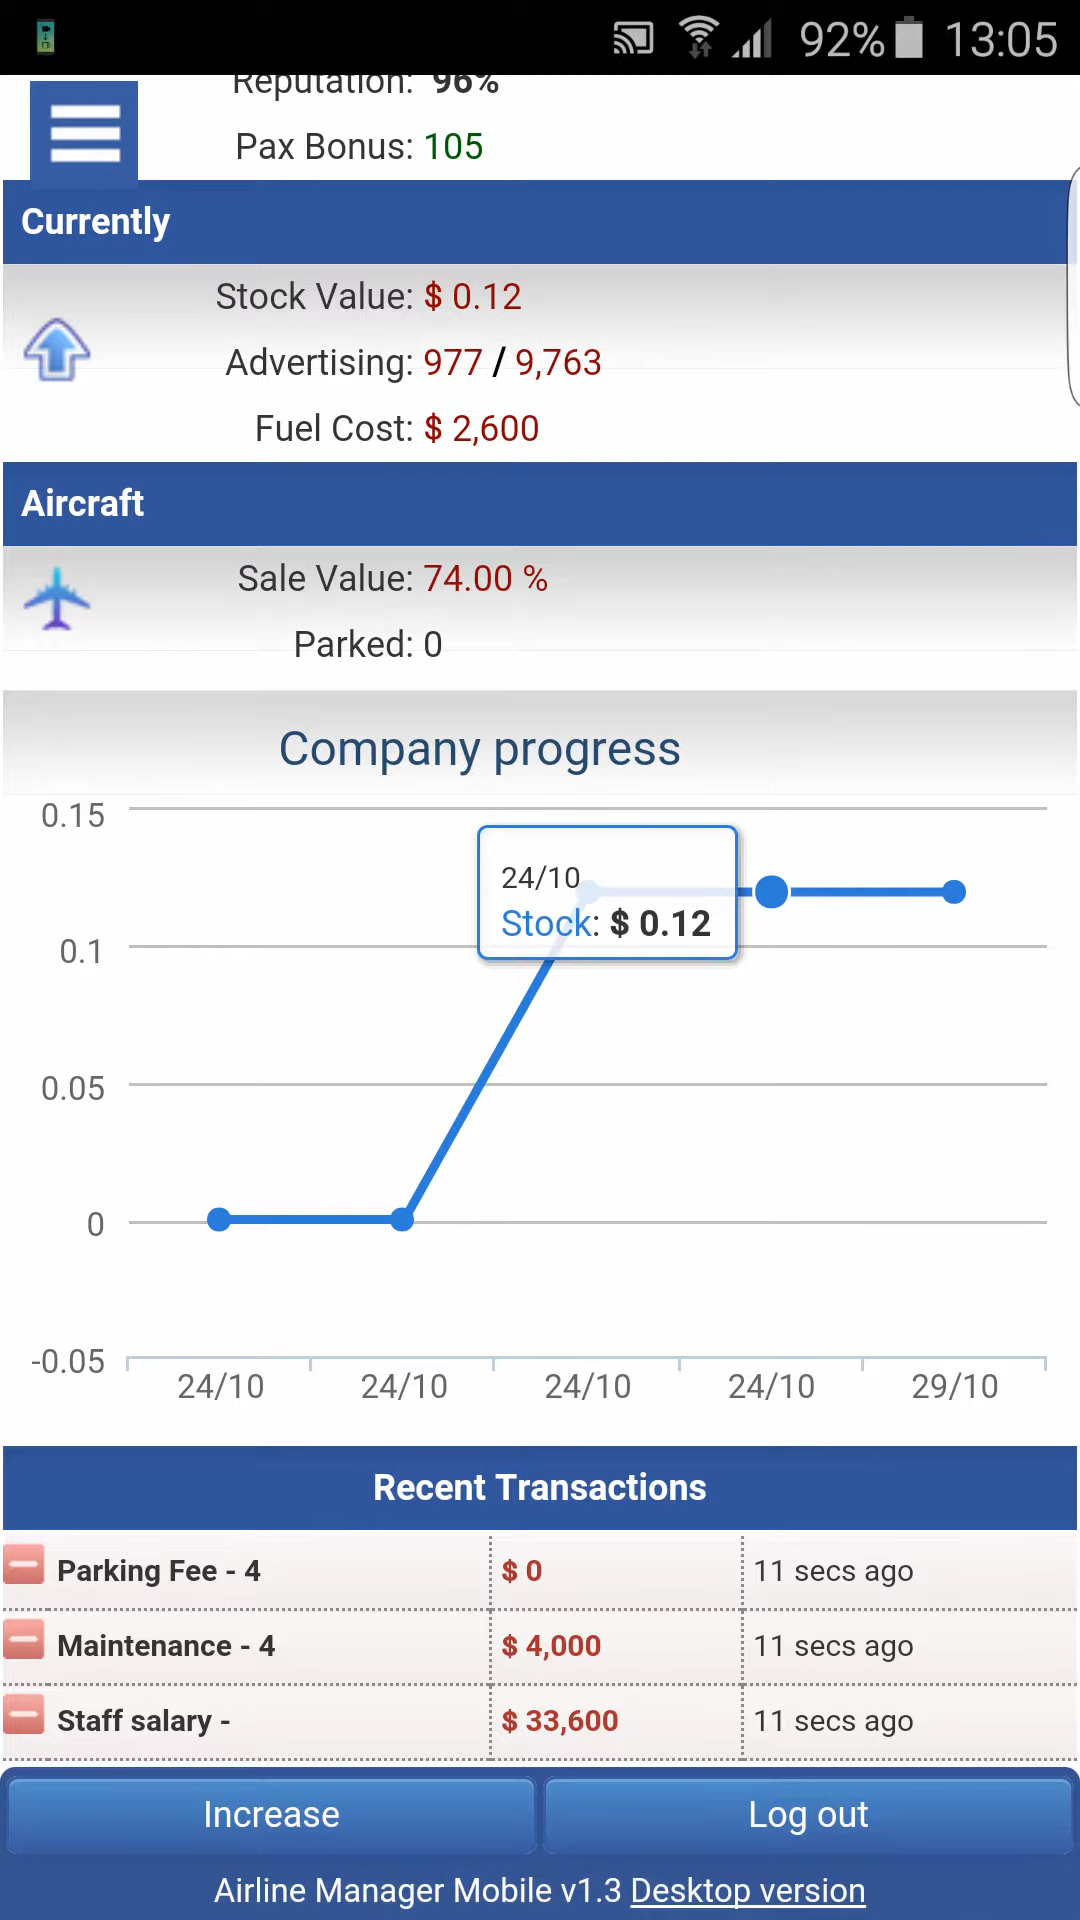 92% 13:05
Reputation: 96%
Pax Bonus: 105
Currently
Stock Value: $ 0.12
Advertising: 977 / 9,763
Fuel Cost: $ 2,600
Aircraft
Sale Value: 74.00 %
Parked: 0
Company progress
0.15
24/10
Stock: $ 0.12
0.1
0.05
0
-0.05
24/10 24/10 24/10 24/10 29/10
Recent Transactions
Parking Fee - 4 $ 0 11 secs ago
Maintenance - 4 $ 4,000 11 secs ago
Staff salary - $ 33,600 11 secs ago
Increase Log out
Airline Manager Mobile v1.3 Desktop version